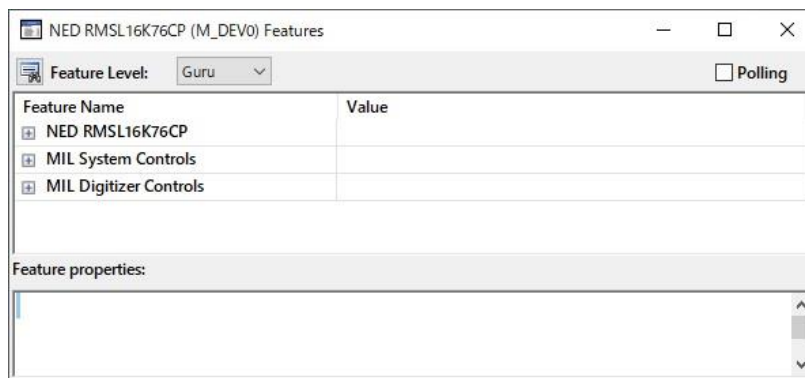 NED RMSL16K76CP (M_DEV0) Features
Feature Level: Guru Polling
Feature Name Value
NED RMSL16K76CP
MIL System Controls
MIL Digitizer Controls
Feature properties: